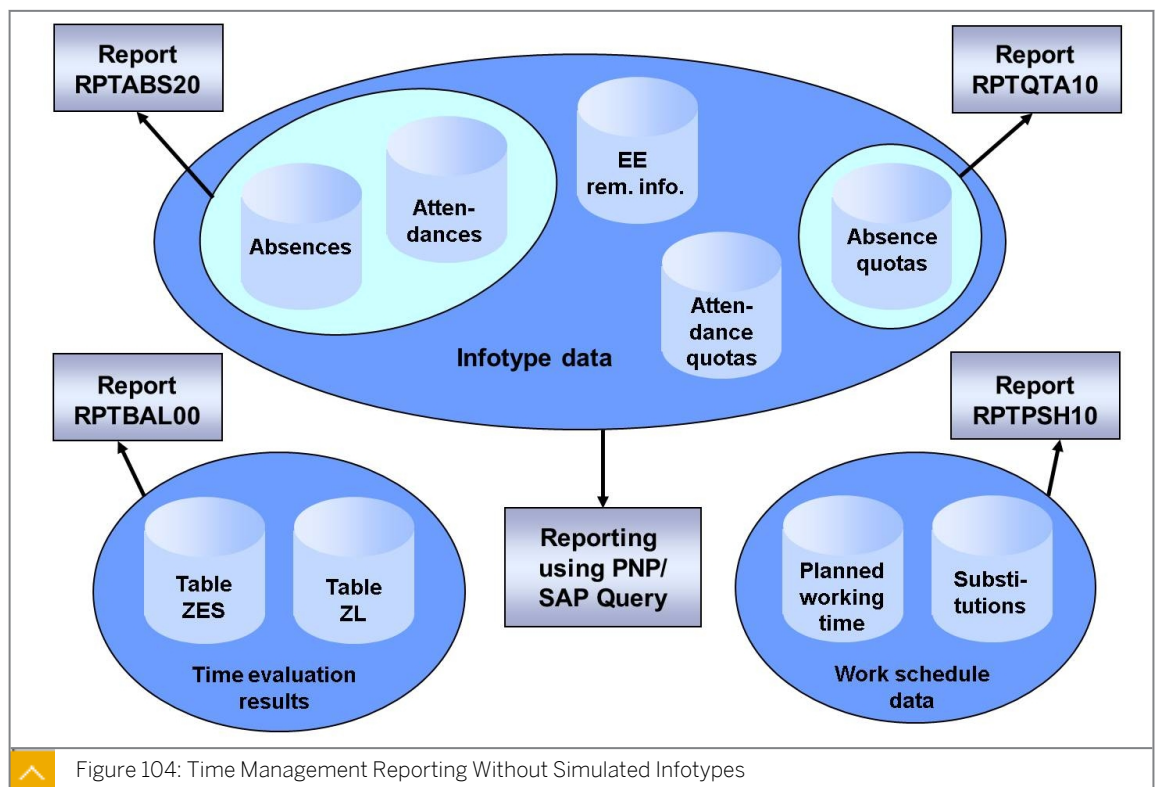 Report
RPTABS20
Report
RPTQTA10
EE
rem. info.
Atten-
dances
Absences
Absence
quotas
Atten-
dance
quotas
Infotype data
Report
RPTBAL00
Report
RPTPSH10
Reporting
using PNP/
SAP Query
Table
ZES
Table
ZL
Time evaluation
results
Planned
working
time
Substi-
tutions
Work schedule
data
Figure 104: Time Management Reporting Without Simulated Infotypes